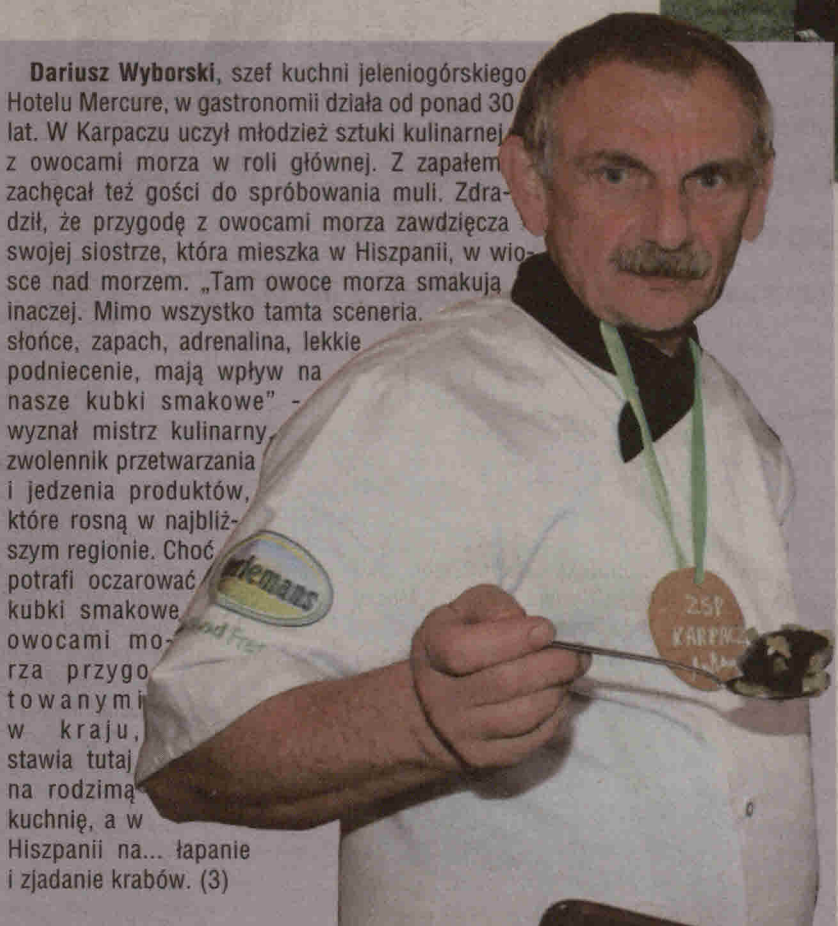 Dariusz Wyborski, szef kuchni jeleniogórskiego
Hotelu Mercure, w gastronomii działa od ponad 30
lat. W Karpaczu uczył młodzież sztuki kulinarnej
z owocami morza w roli głównej. Z zapałem
zachęcał też gości do spróbowania muli. Zdra-
dził, że przygodę z owocami morza zawdzięcza
swojej siostrze, która mieszka w Hiszpanii, w wio-
sce nad morzem. „Tam owoce morza smakują
inaczej. Mimo wszystko tamta sceneria.
słońce, zapach, adrenalina, lekkie
podniecenie, mają wpływ na
nasze kubki smakowe" -
wyznał mistrz kulinarny,
zwolennik przetwarzania
i jedzenia produktów,
które rosną w najbliż-
szym regionie. Choć
potrafi oczarować
kubki smakowe
owocami mo-
rza przygo
towanymi
w kraju,
stawia tutaj
na rodzimą
kuchnię, a w
Hiszpanii na... łapanie
i zjadanie krabów. (3)
ZSP
KARPACZ